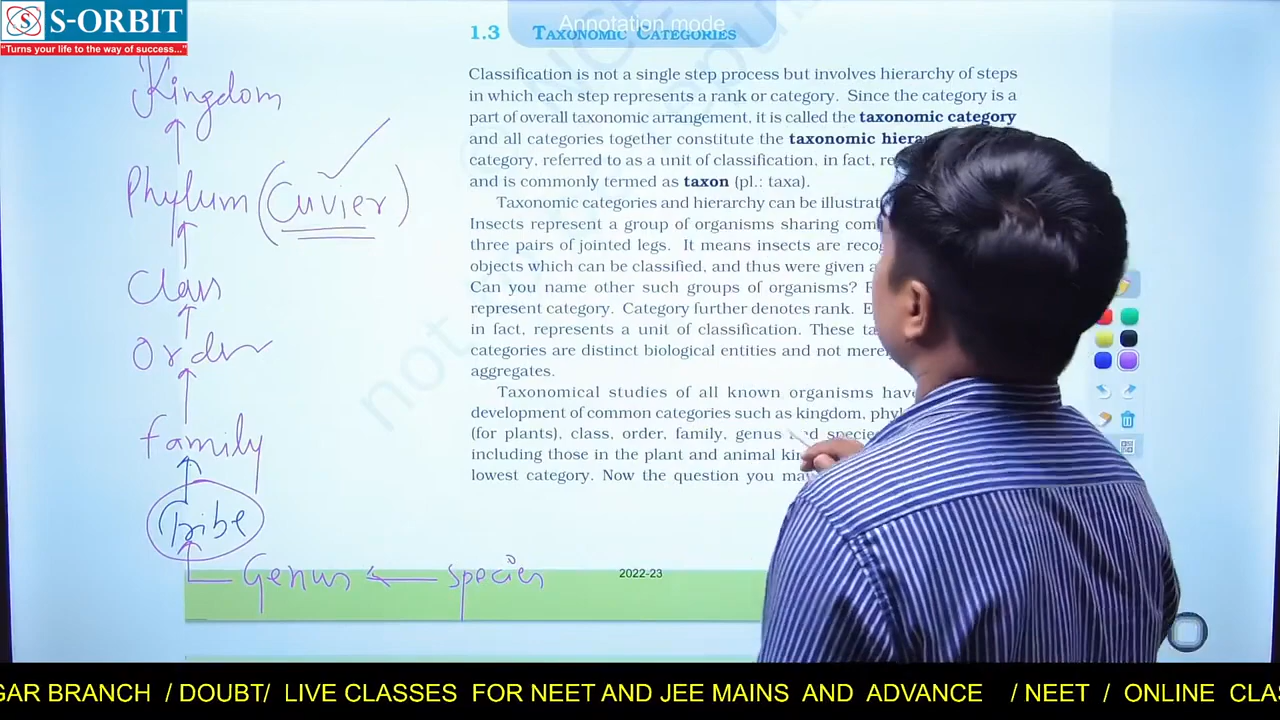 S-ORBIT
"Turns your life to the way of success..."
Annotation mode
1.3 TAXONOMIC CATEGORIES
Classification is not a single step process but involves hierarchy of steps
in which each step represents a rank or category. Since the category is a
part of overall taxonomic arrangement, it is called the taxonomic category
and all categories together constitute the taxonomic
category, referred to as a unit of classification, in fact,
and is commonly termed as taxon (pl.: taxa).
Taxonomic categories and hierarchy can be
Insects represent a group of organisms sharing
three pairs of jointed legs. It means insects are
objects which can be classified, and thus were given
Can you name other such groups of organisms?
represent category. Category further denotes rank.
in fact, represents a unit of classification. These
categories are distinct biological entities and not
aggregates.
Taxonomical studies of all known organisms have
development of common categories such as kingdom,
(for plants), class, order, family, genus and
including those in the plant and animal
lowest category. Now the question you
2022-23
Kingdom
Phylum (Cuvier)
Class
Order
family
Tribe
Genus species
not
GAR BRANCH / DOUBT/ LIVE CLASSES FOR NEET AND JEE MAINS AND ADVANCE / NEET / ONLINE CLAS